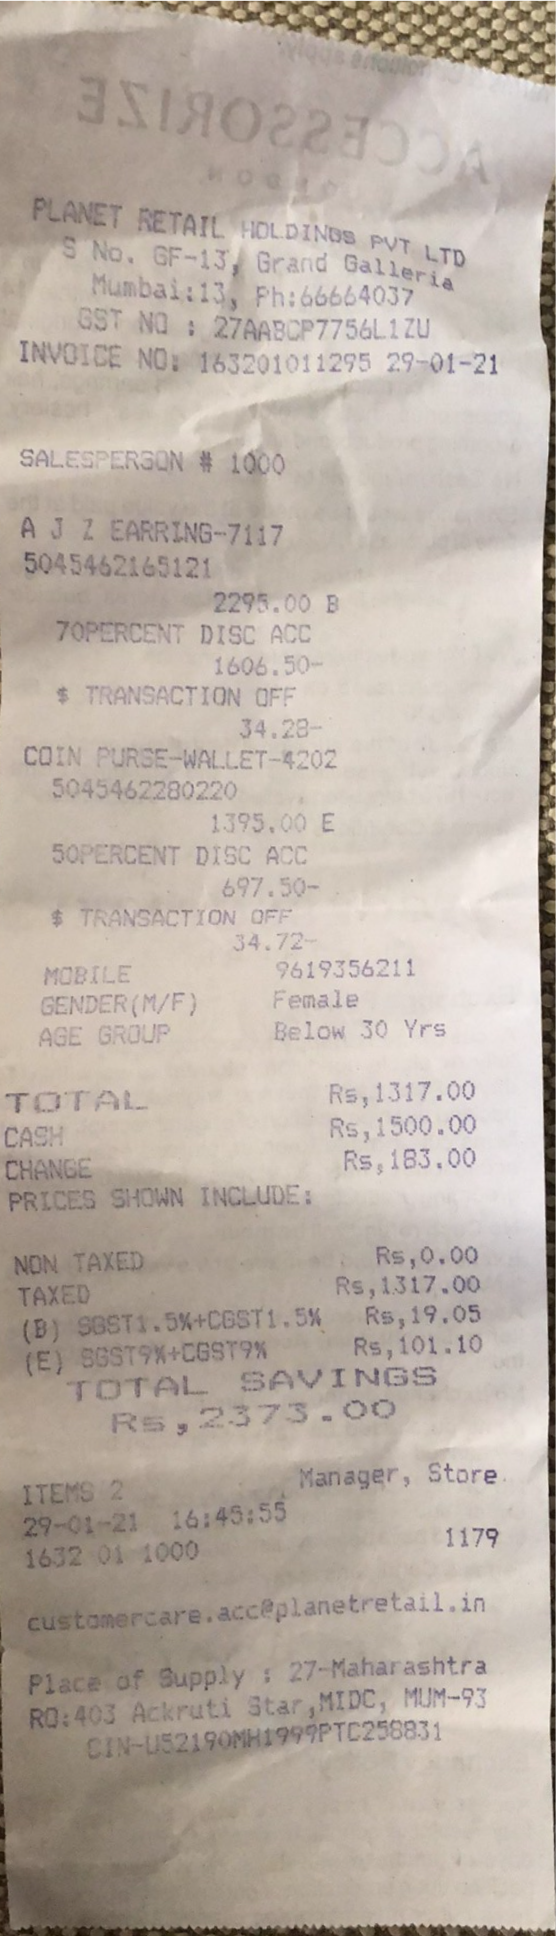 ACCESSORIZE
LONDON
PLANET RETAIL HOLDINGS PVT LTD
S No. GF-13, Grand Galleria
Mumbai:13, Ph:66664037
GST NO : 27AABCP7756L1ZU
INVOICE NO: 163201011295 29-01-21
SALESPERSON # 1000
A J Z EARRING-7117
5045462165121
2295.00 B
70PERCENT DISC ACC
1606.50-
$ TRANSACTION OFF
34.28-
COIN PURSE-WALLET-4202
5045462280220
1395.00 E
50PERCENT DISC ACC
697.50-
$ TRANSACTION OFF
34.72-
MOBILE 9619356211
GENDER(M/F) Female
AGE GROUP Below 30 Yrs
TOTAL Rs,1317.00
CASH Rs,1500.00
CHANGE Rs,183.00
PRICES SHOWN INCLUDE:
NON TAXED Rs,0.00
TAXED Rs,1317.00
(B) SGST1.5%+CGST1.5% Rs,19.05
(E) SGST9%+CGST9% Rs,101.10
TOTAL SAVINGS
Rs,2373.00
Manager, Store
ITEMS 2
29-01-21 16:45:55
1179
1632 01 1000
customercare.acc@planetretail.in
Place of Supply : 27-Maharashtra
RO:403 Ackruti Star,MIDC, MUM-93
CIN-U52190MH1999PTC258831